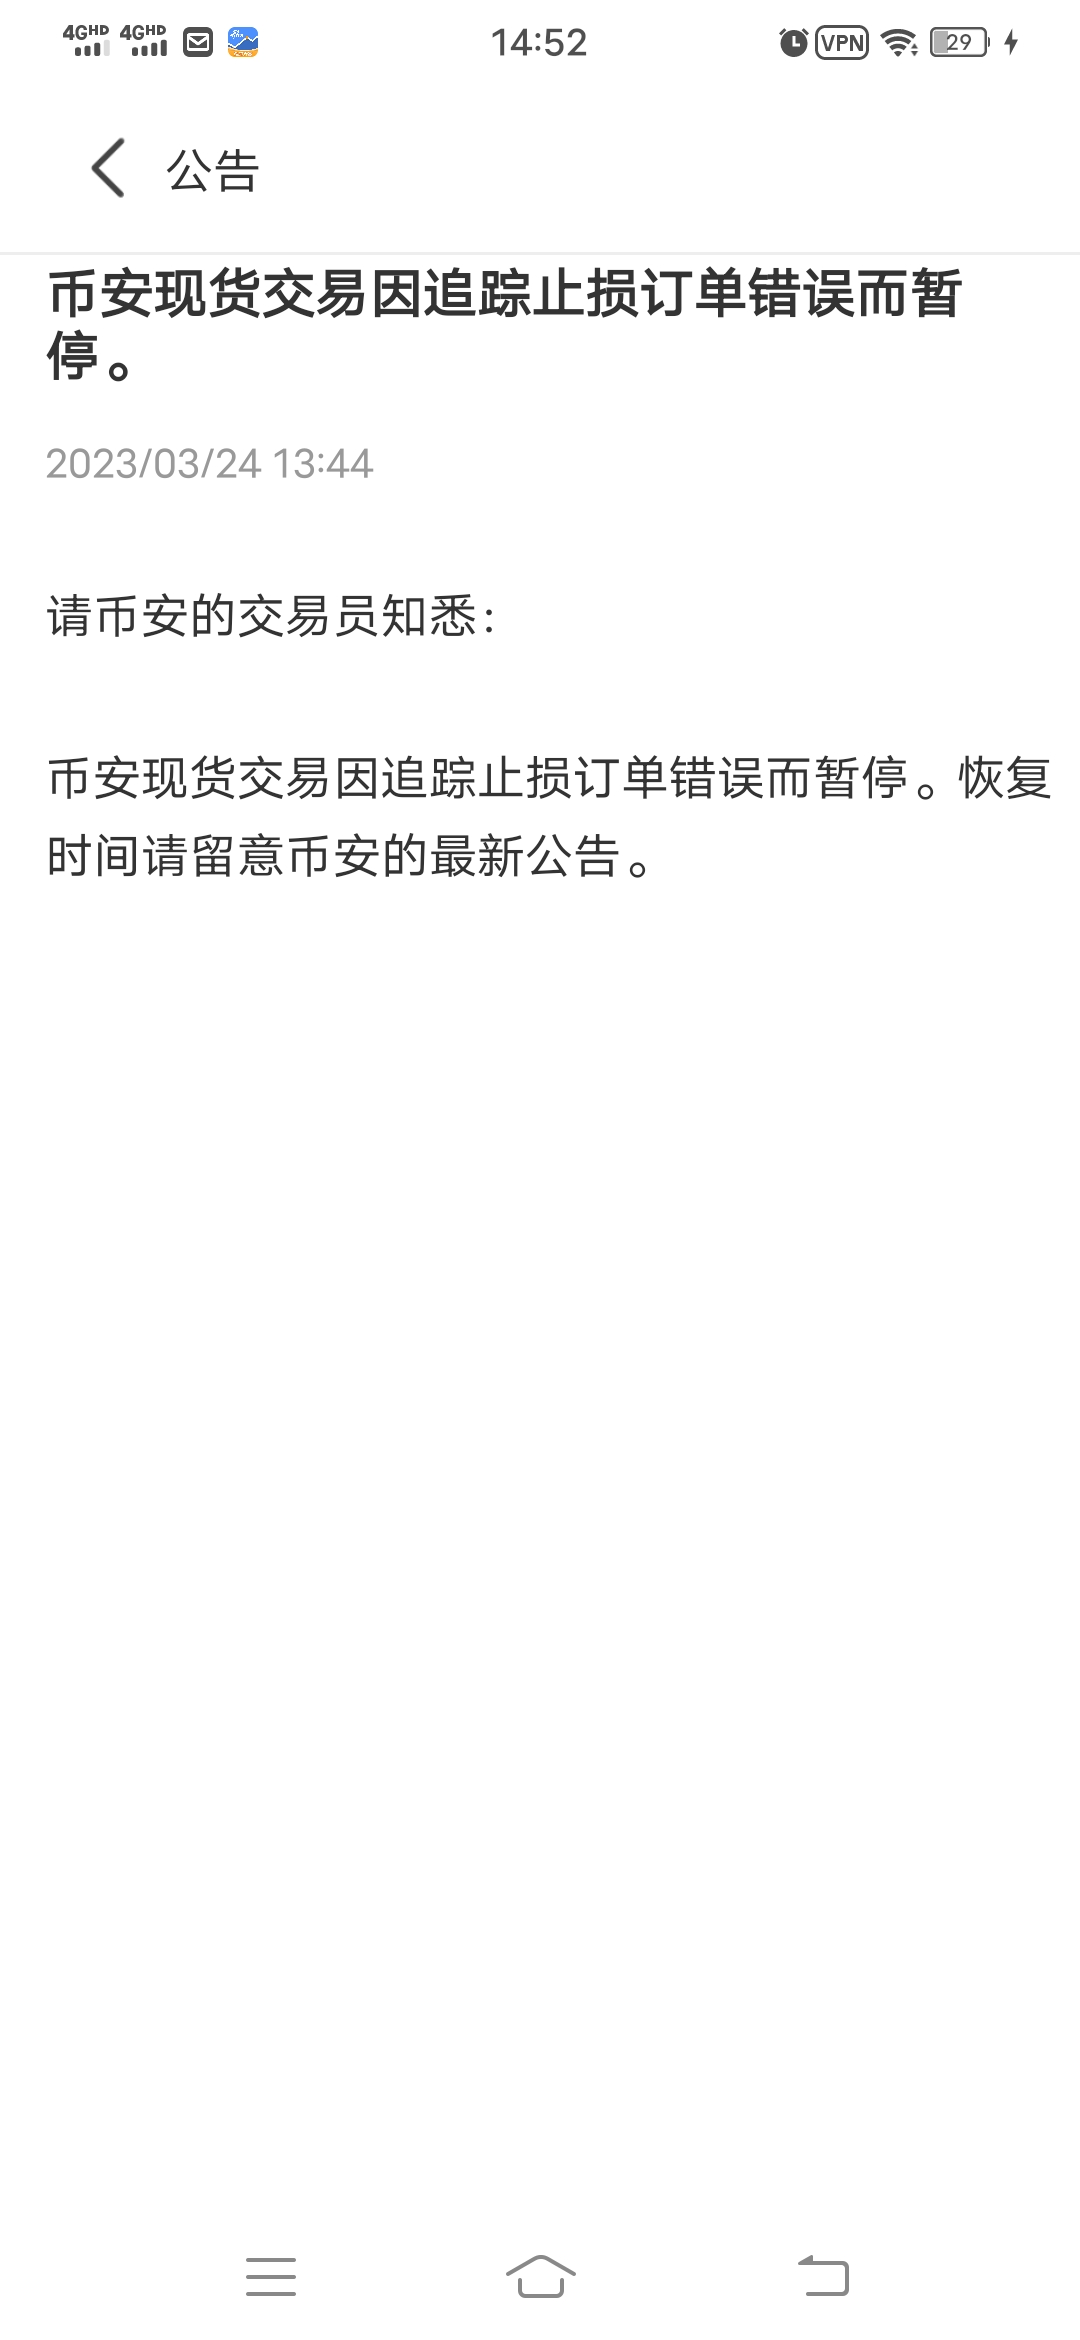 4GHD 4GHD 14:52 VPN 29
公告
币安现货交易因追踪止损订单错误而暂
停。
2023/03/24 13:44
请币安的交易员知悉：
币安现货交易因追踪止损订单错误而暂停。恢复
时间请留意币安的最新公告。